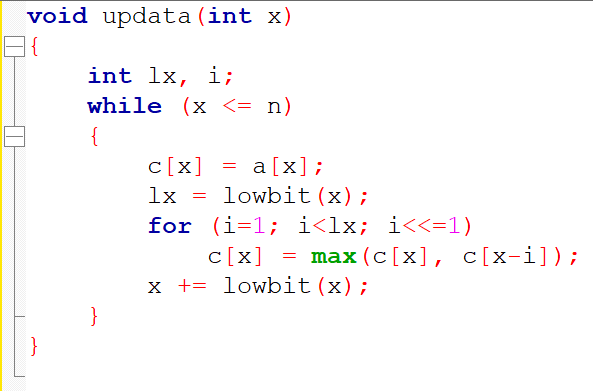 void updata(int x)
{
    int lx, i;
    while (x <= n)
    {
        c[x] = a[x];
        lx = lowbit(x);
        for (i=1; i<lx; i<<=1)
            c[x] = max(c[x], c[x-i]);
        x += lowbit(x);
    }
}